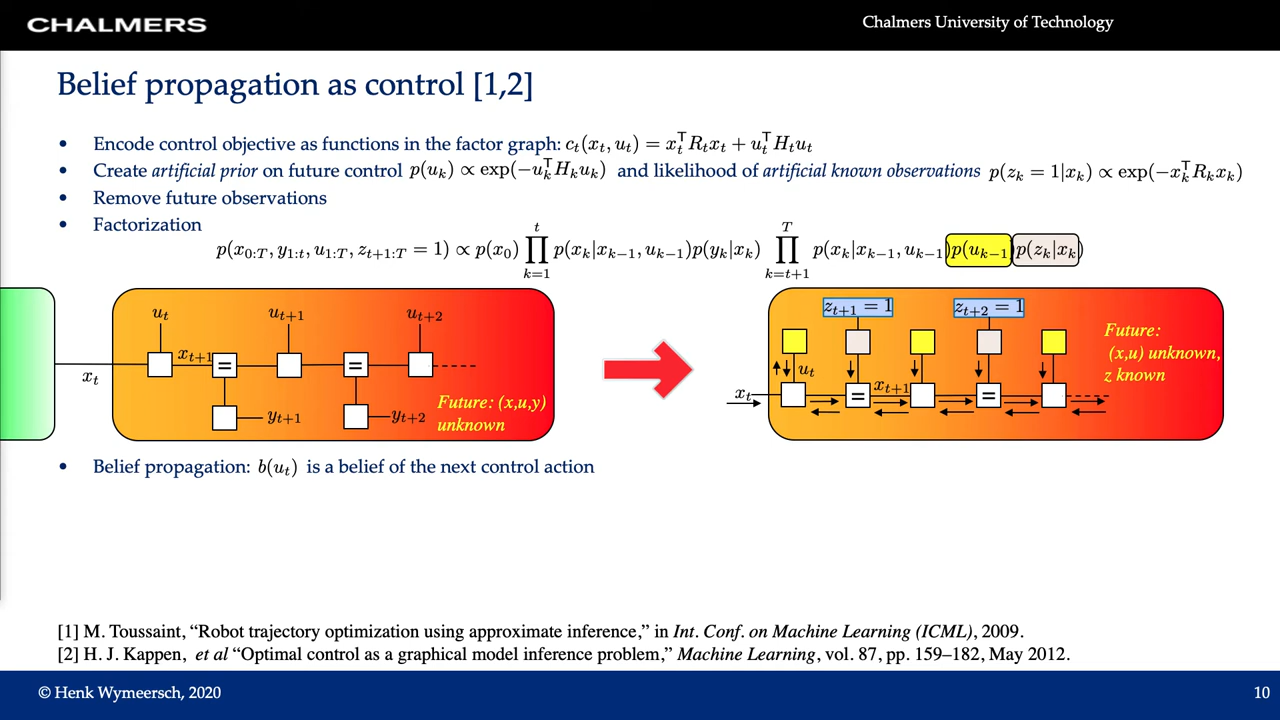 CHALMERS
Chalmers University of Technology
Belief propagation as control [1,2]
• Encode control objective as functions in the factor graph: c_t(x_t, u_t) = x_t^T R_t x_t + u_t^T H_t u_t
• Create artificial prior on future control p(u_k) ∝ exp(−u_k^T H_k u_k) and likelihood of artificial known observations p(z_k = 1|x_k) ∝ exp(−x_k^T R_k x_k)
• Remove future observations
• Factorization
p(x_{0:T}, y_{1:t}, u_{1:T}, z_{t+1:T} = 1) ∝ p(x_0) ∏_{k=1}^{t} p(x_k|x_{k−1}, u_{k−1})p(y_k|x_k) ∏_{k=t+1}^{T} p(x_k|x_{k−1}, u_{k−1})p(u_{k−1})p(z_k|x_k)
u_t u_{t+1} u_{t+2}
x_{t+1} = =
x_t
y_{t+1} y_{t+2}
Future: (x,u,y)
unknown
z_{t+1} = 1 z_{t+2} = 1
Future:
(x,u) unknown,
z known
u_t
x_t = x_{t+1} =
• Belief propagation: b(u_t) is a belief of the next control action
[1] M. Toussaint, “Robot trajectory optimization using approximate inference,” in Int. Conf. on Machine Learning (ICML), 2009.
[2] H. J. Kappen, et al “Optimal control as a graphical model inference problem,” Machine Learning, vol. 87, pp. 159–182, May 2012.
© Henk Wymeersch, 2020
10